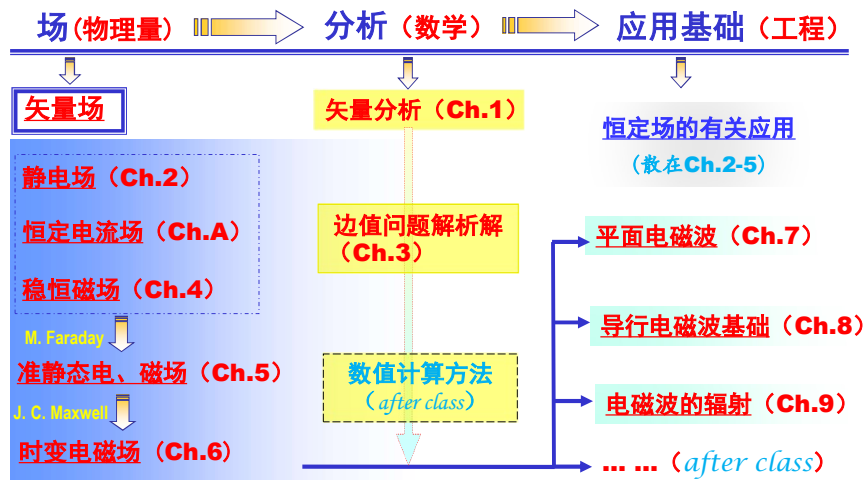 场(物理量) 分析(数学) 应用基础(工程)
矢量场
静电场（Ch.2）
恒定电流场（Ch.A）
稳恒磁场（Ch.4）
M. Faraday
准静态电、磁场（Ch.5）
J. C. Maxwell
时变电磁场（Ch.6）
矢量分析（Ch.1）
边值问题解析解
（Ch.3）
数值计算方法
（after class）
恒定场的有关应用
(散在Ch.2-5)
平面电磁波（Ch.7）
导行电磁波基础（Ch.8）
电磁波的辐射（Ch.9）
... ...（after class）